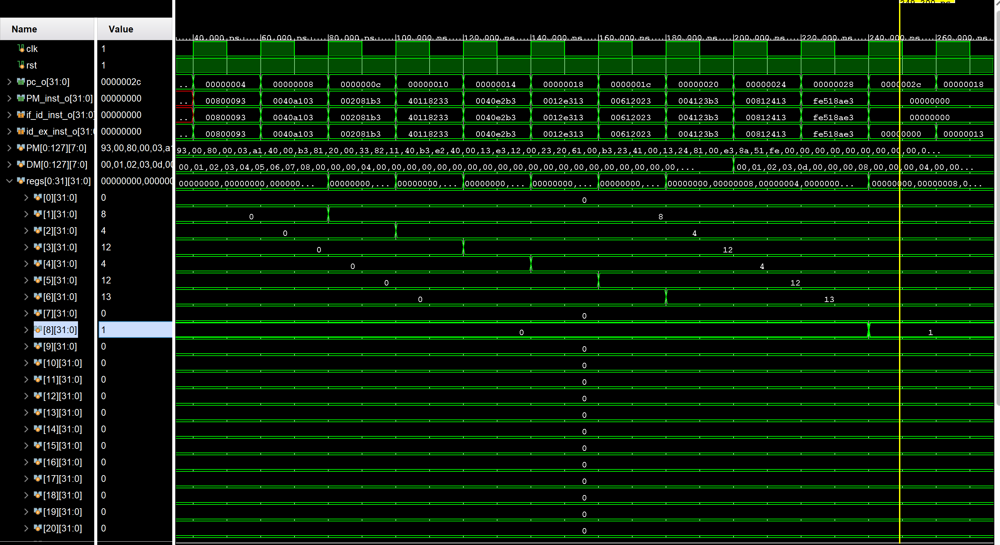 249.200 ns
Name Value
40.000 ns 60.000 ns 80.000 ns 100.000 ns 120.000 ns 140.000 ns 160.000 ns 180.000 ns 200.000 ns 220.000 ns 240.000 ns 260.000 ns
clk 1
rst 1
pc_o[31:0] 0000002c .. 00000004 00000008 0000000c 00000010 00000014 00000018 0000001c 00000020 00000024 00000028 0000002c 00000018
PM_inst_o[31:0] 00000000 .. 00800093 0040a103 002081b3 40118233 0040e2b3 0012e313 00612023 004123b3 00812413 fe518ae3 00000000
if_id_inst_o[31:0] 00000000 .. 00800093 0040a103 002081b3 40118233 0040e2b3 0012e313 00612023 004123b3 00812413 fe518ae3 00000000
id_ex_inst_o[31: 00000000 .. 00800093 0040a103 002081b3 40118233 0040e2b3 0012e313 00612023 004123b3 00812413 fe518ae3 00000000 00000013
PM[0:127][7:0] 93,00,80,00,03,a1 93,00,80,00,03,a1,40,00,b3,81,20,00,33,82,11,40,b3,e2,40,00,13,e3,12,00,23,20,61,00,b3,23,41,00,13,24,81,00,e3,8a,51,fe,00,00,00,00,00,00,00,00,00,0...
DM[0:127][7:0] 00,01,02,03,0d,00 00,01,02,03,04,05,06,07,08,00,00,00,04,00,00,00,00,00,00,00,00,00,00,00,00,00,00,00,00,00,00,00,00,... 00,01,02,03,0d,00,00,00,08,00,00,00,04,00,00...
regs[0:31][31:0] 00000000,000000 00000000,00000000,000000... 00000000,... 00000000,... 00000000,... 00000000,... 00000000,... 00000000,00000008,00000004,0000000... 00000000,00000008,0...
[0][31:0] 0 0
[1][31:0] 8 0 8
[2][31:0] 4 0 4
[3][31:0] 12 0 12
[4][31:0] 4 0 4
[5][31:0] 12 0 12
[6][31:0] 13 0 13
[7][31:0] 0 0
[8][31:0] 1 0 1
[9][31:0] 0 0
[10][31:0] 0 0
[11][31:0] 0 0
[12][31:0] 0 0
[13][31:0] 0 0
[14][31:0] 0 0
[15][31:0] 0 0
[16][31:0] 0 0
[17][31:0] 0 0
[18][31:0] 0 0
[19][31:0] 0 0
[20][31:0] 0 0